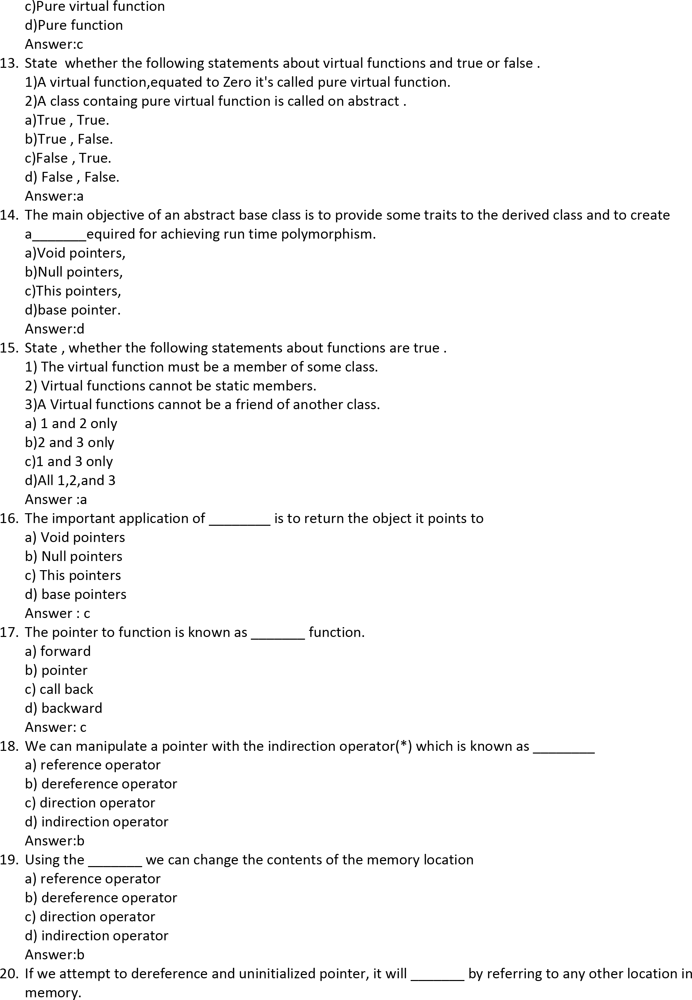 c)Pure virtual function
d)Pure function
Answer:c
13. State  whether the following statements about virtual functions and true or false .
1)A virtual function,equated to Zero it's called pure virtual function.
2)A class containg pure virtual function is called on abstract .
a)True , True.
b)True , False.
c)False , True.
d) False , False.
Answer:a
14. The main objective of an abstract base class is to provide some traits to the derived class and to create
a_______equired for achieving run time polymorphism.
a)Void pointers,
b)Null pointers,
c)This pointers,
d)base pointer.
Answer:d
15. State , whether the following statements about functions are true .
1) The virtual function must be a member of some class.
2) Virtual functions cannot be static members.
3)A Virtual functions cannot be a friend of another class.
a) 1 and 2 only
b)2 and 3 only
c)1 and 3 only
d)All 1,2,and 3
Answer :a
16. The important application of ________ is to return the object it points to
a) Void pointers
b) Null pointers
c) This pointers
d) base pointers
Answer : c
17. The pointer to function is known as _______ function.
a) forward
b) pointer
c) call back
d) backward
Answer: c
18. We can manipulate a pointer with the indirection operator(*) which is known as ________
a) reference operator
b) dereference operator
c) direction operator
d) indirection operator
Answer:b
19. Using the _______ we can change the contents of the memory location
a) reference operator
b) dereference operator
c) direction operator
d) indirection operator
Answer:b
20. If we attempt to dereference and uninitialized pointer, it will _______ by referring to any other location in
memory.